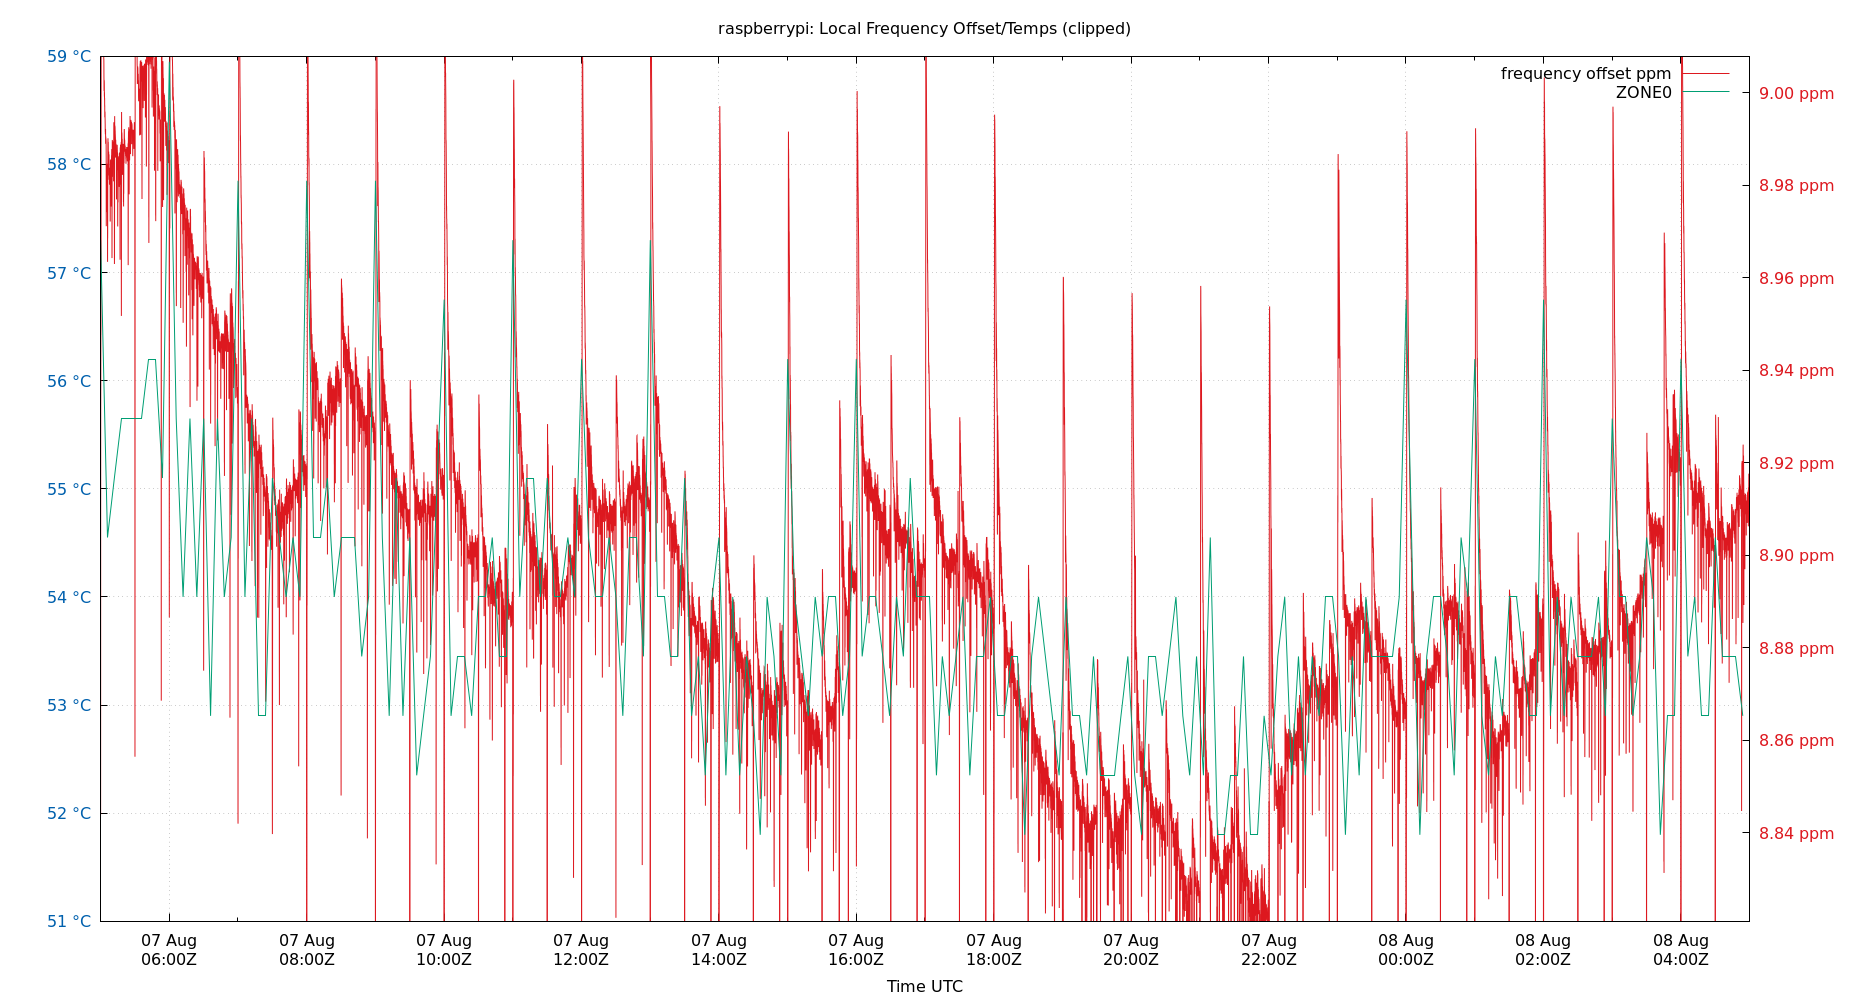 raspberrypi: Local Frequency Offset/Temps (clipped)
frequency offset ppm
ZONE0
59 °C
58 °C
57 °C
56 °C
55 °C
54 °C
53 °C
52 °C
51 °C
9.00 ppm
8.98 ppm
8.96 ppm
8.94 ppm
8.92 ppm
8.90 ppm
8.88 ppm
8.86 ppm
8.84 ppm
07 Aug 07 Aug 07 Aug 07 Aug 07 Aug 07 Aug 07 Aug 07 Aug 07 Aug 08 Aug 08 Aug 08 Aug
06:00Z 08:00Z 10:00Z 12:00Z 14:00Z 16:00Z 18:00Z 20:00Z 22:00Z 00:00Z 02:00Z 04:00Z
Time UTC